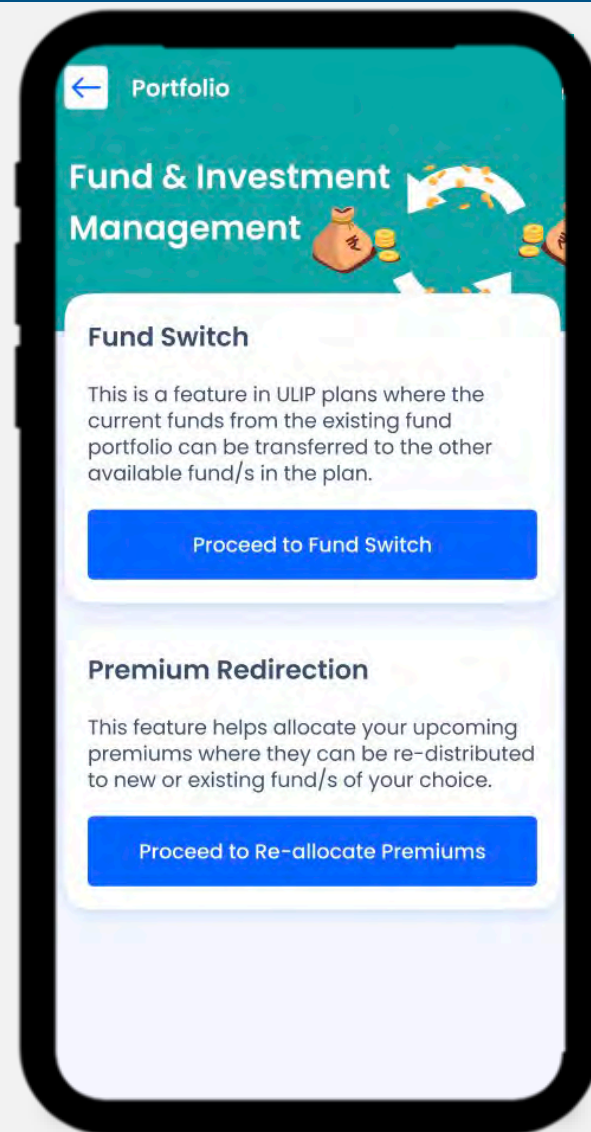 Portfolio
Fund & Investment
Management
Fund Switch
This is a feature in ULIP plans where the
current funds from the existing fund
portfolio can be transferred to the other
available fund/s in the plan.
Proceed to Fund Switch
Premium Redirection
This feature helps allocate your upcoming
premiums where they can be re-distributed
to new or existing fund/s of your choice.
Proceed to Re-allocate Premiums